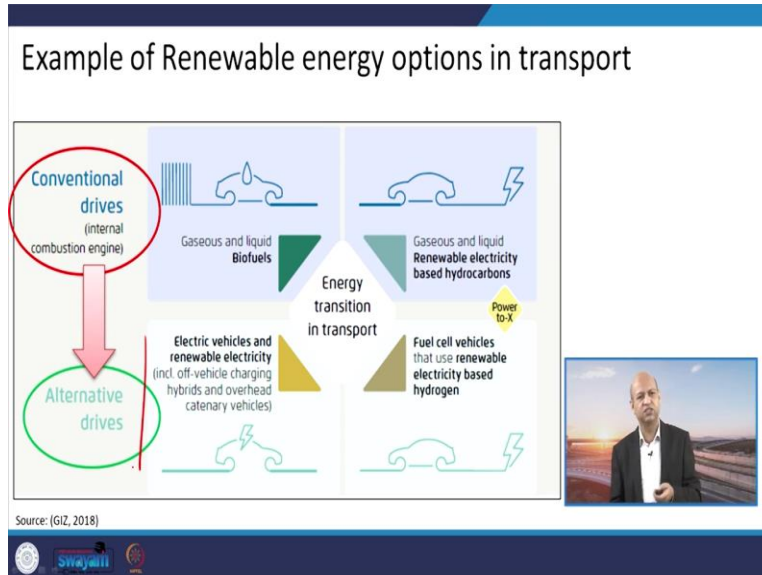 Example of Renewable energy options in transport
Conventional
drives
(internal
combustion engine)
Gaseous and liquid
Biofuels
Gaseous and liquid
Renewable electricity
based hydrocarbons
Energy
transition
in transport
Power
to-X
Electric vehicles and
renewable electricity
(incl. off-vehicle charging
hybrids and overhead
catenary vehicles)
Fuel cell vehicles
that use renewable
electricity based
hydrogen
Alternative
drives
Source: (GIZ, 2018)
swayam